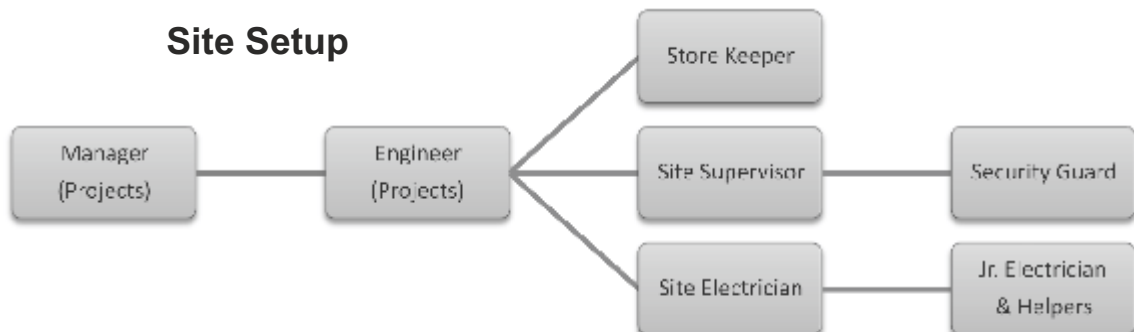 Site Setup
Store Keeper
Manager
(Projects)
Engineer
(Projects)
Site Supervisor
Security Guard
Site Electrician
Jr. Electrician
& Helpers